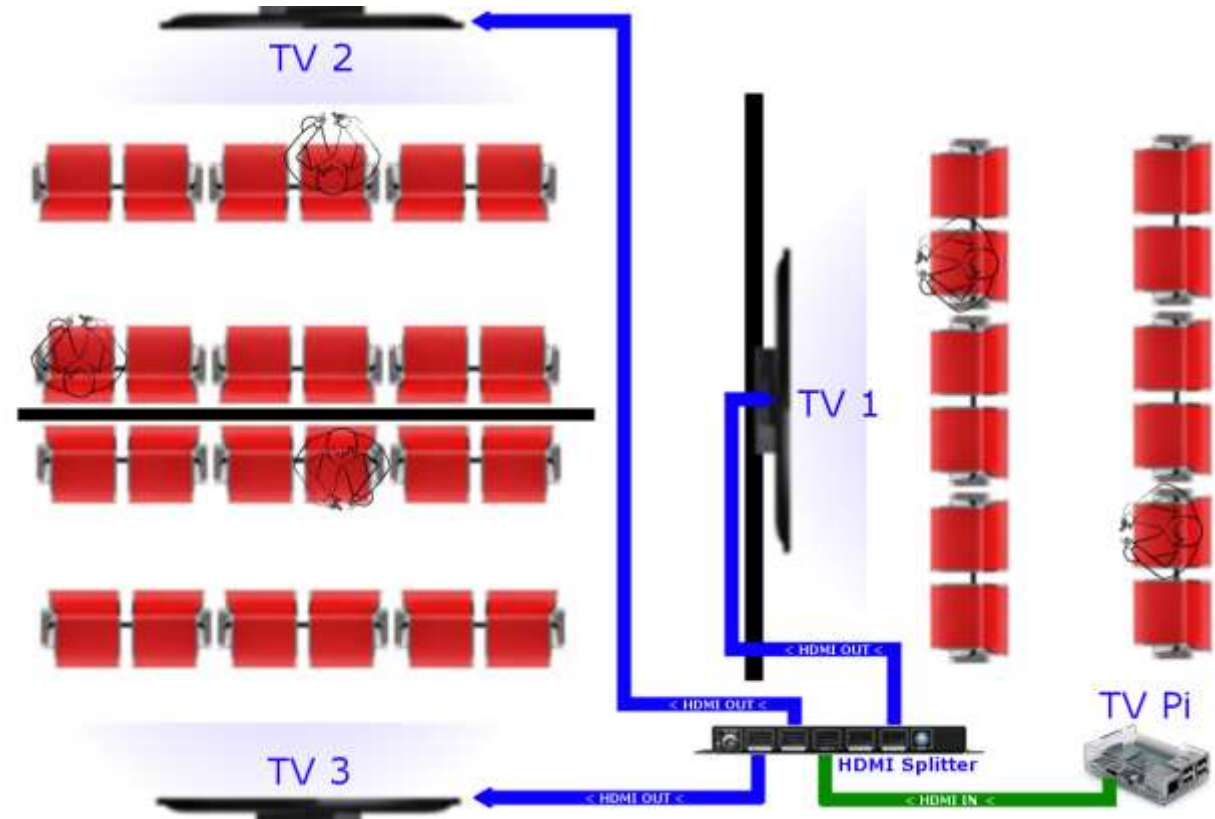 TV 2
TV 1
< HDMI OUT <
< HDMI OUT <
TV Pi
HDMI Splitter
TV 3
< HDMI OUT <
< HDMI IN <